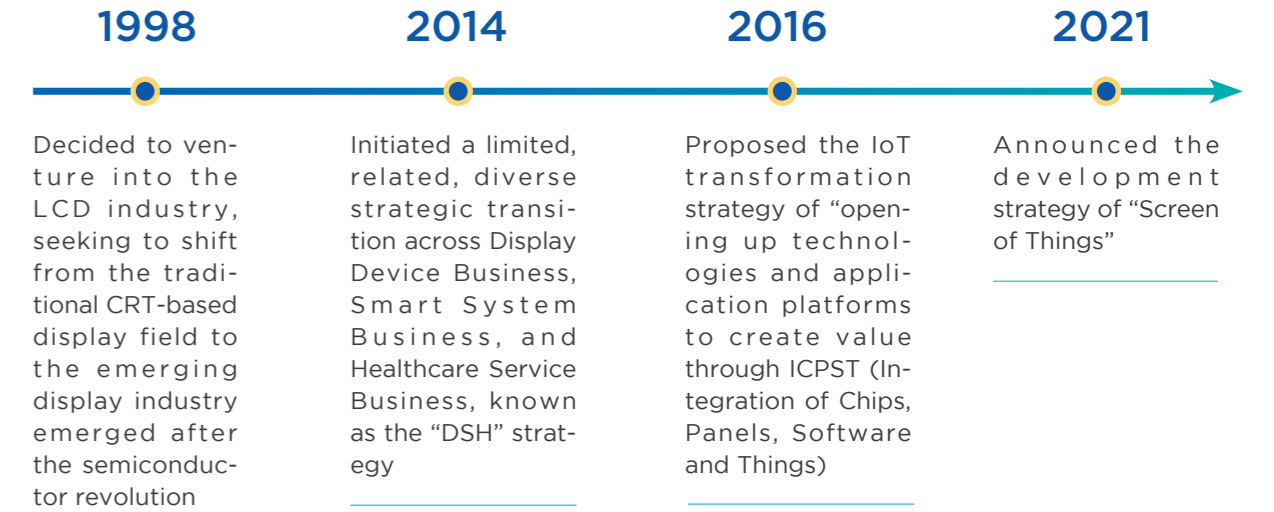 1998
Decided to ven-
ture into the
LCD industry,
seeking to shift
from the tradi-
tional CRT-based
display field to
the emerging
display industry
emerged after
the semiconduc-
tor revolution
2014
Initiated a limited,
related, diverse
strategic transi-
tion across Display
Device Business,
Smart System
Business, and
Healthcare Service
Business, known
as the “DSH” strat-
egy
2016
Proposed the IoT
transformation
strategy of “open-
ing up technol-
ogies and appli-
cation platforms
to create value
through ICPST (In-
tegration of Chips,
Panels, Software
and Things)
2021
Announced the
development
strategy of “Screen
of Things”